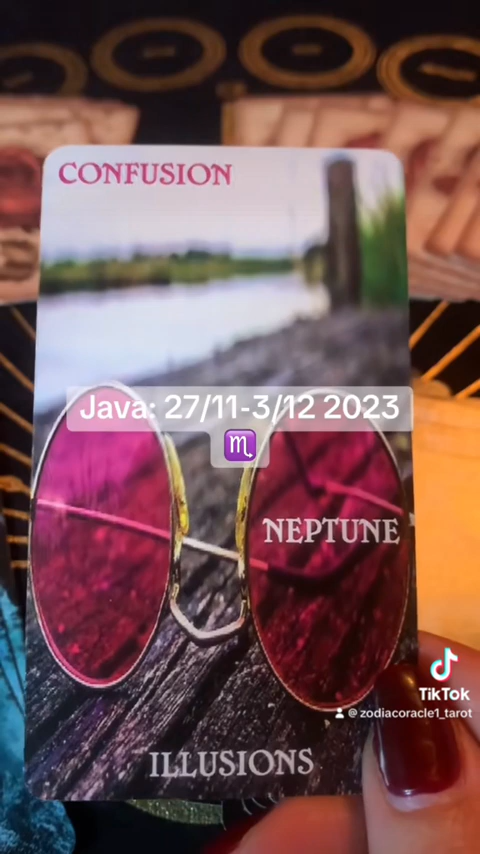 CONFUSION
Java: 27/11-3/12 2023
♏
NEPTUNE
TikTok
@zodiacoracle1_tarot
ILLUSIONS